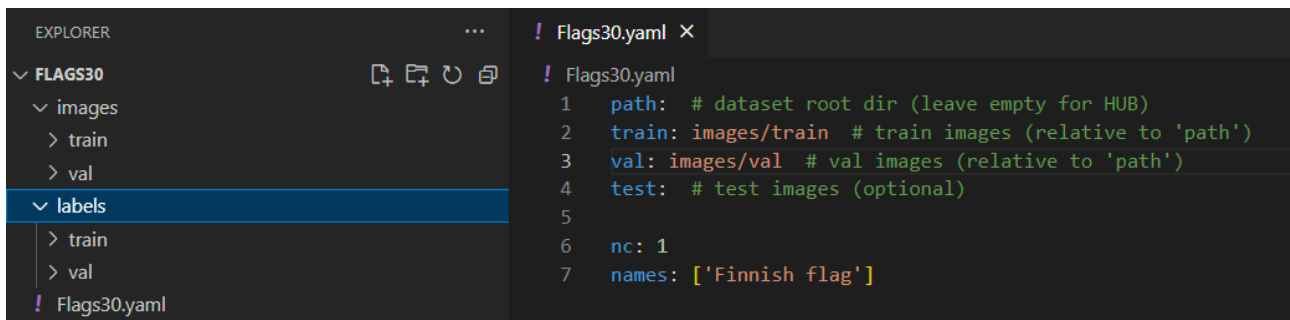 EXPLORER
FLAGS30
images
train
val
labels
train
val
Flags30.yaml
Flags30.yaml
Flags30.yaml
1 path:  # dataset root dir (leave empty for HUB)
2 train: images/train  # train images (relative to 'path')
3 val: images/val  # val images (relative to 'path')
4 test:  # test images (optional)
5
6 nc: 1
7 names: ['Finnish flag']